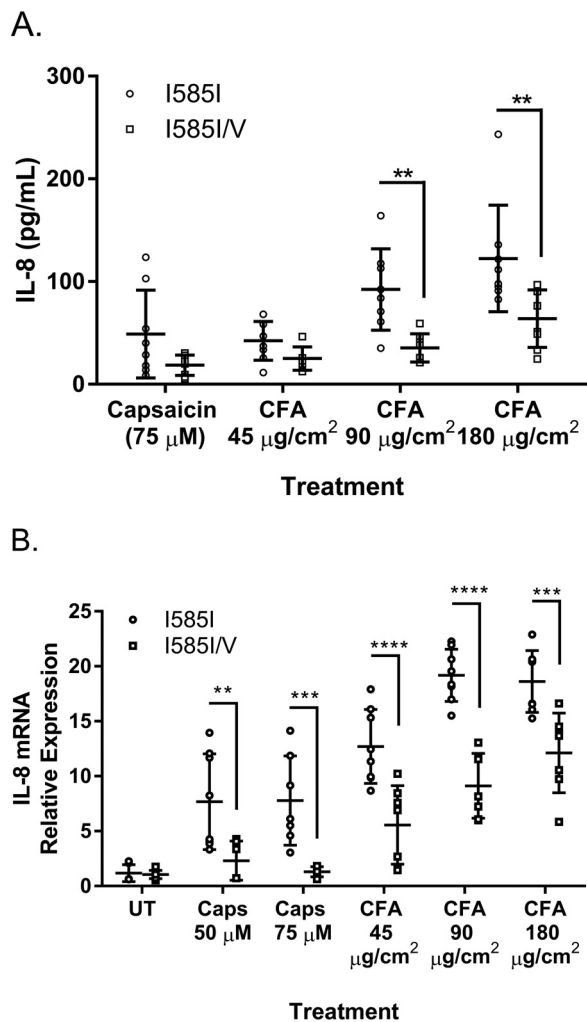 A.
300
200
100
0
IL-8 (pg/mL)
I585I
I585I/V
**
**
Capsaicin
(75 μM)
CFA
45 μg/cm²
CFA
90 μg/cm²
CFA
180 μg/cm²
Treatment
B.
25
20
15
10
5
0
IL-8 mRNA
Relative Expression
I585I
I585I/V
**
***
****
****
***
UT
Caps
50 μM
Caps
75 μM
CFA
45
μg/cm²
CFA
90
μg/cm²
CFA
180
μg/cm²
Treatment